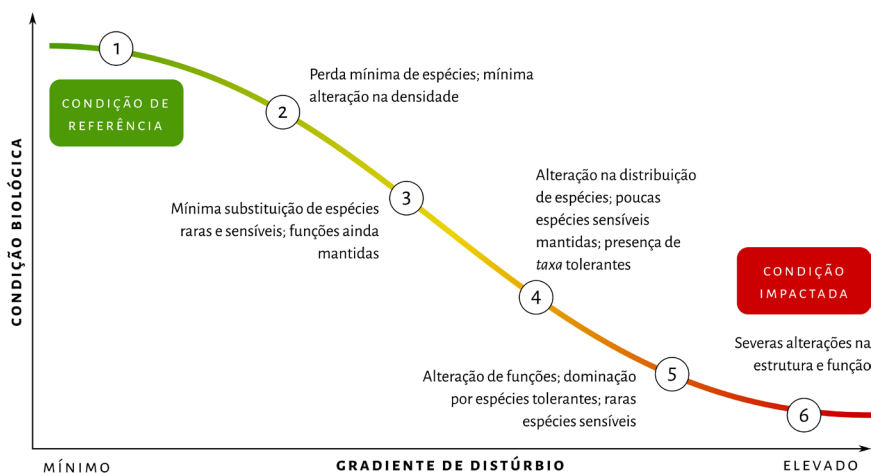 1
CONDIÇÃO DE
REFERÊNCIA
2
Perda mínima de espécies; mínima
alteração na densidade
3
Mínima substituição de espécies
raras e sensíveis; funções ainda
mantidas
4
Alteração na distribuição
de espécies; poucas
espécies sensíveis
mantidas; presença de
taxa tolerantes
5
Alteração de funções; dominação
por espécies tolerantes; raras
espécies sensíveis
CONDIÇÃO
IMPACTADA
6
Severas alterações na
estrutura e função
CONDIÇÃO BIOLÓGICA
MÍNIMO
GRADIENTE DE DISTÚRBIO
ELEVADO